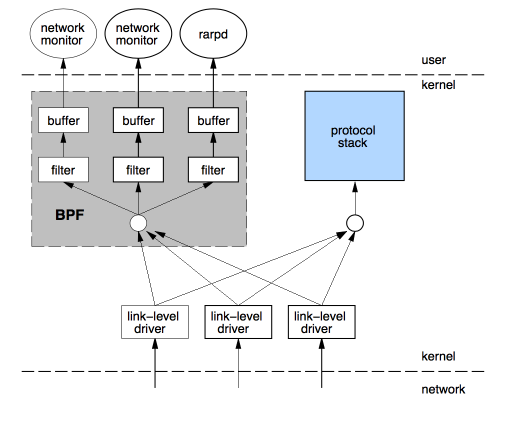 network
monitor
network
monitor
rarpd
user
kernel
buffer
buffer
buffer
protocol
stack
filter
filter
filter
BPF
link-level
driver
link-level
driver
link-level
driver
kernel
network